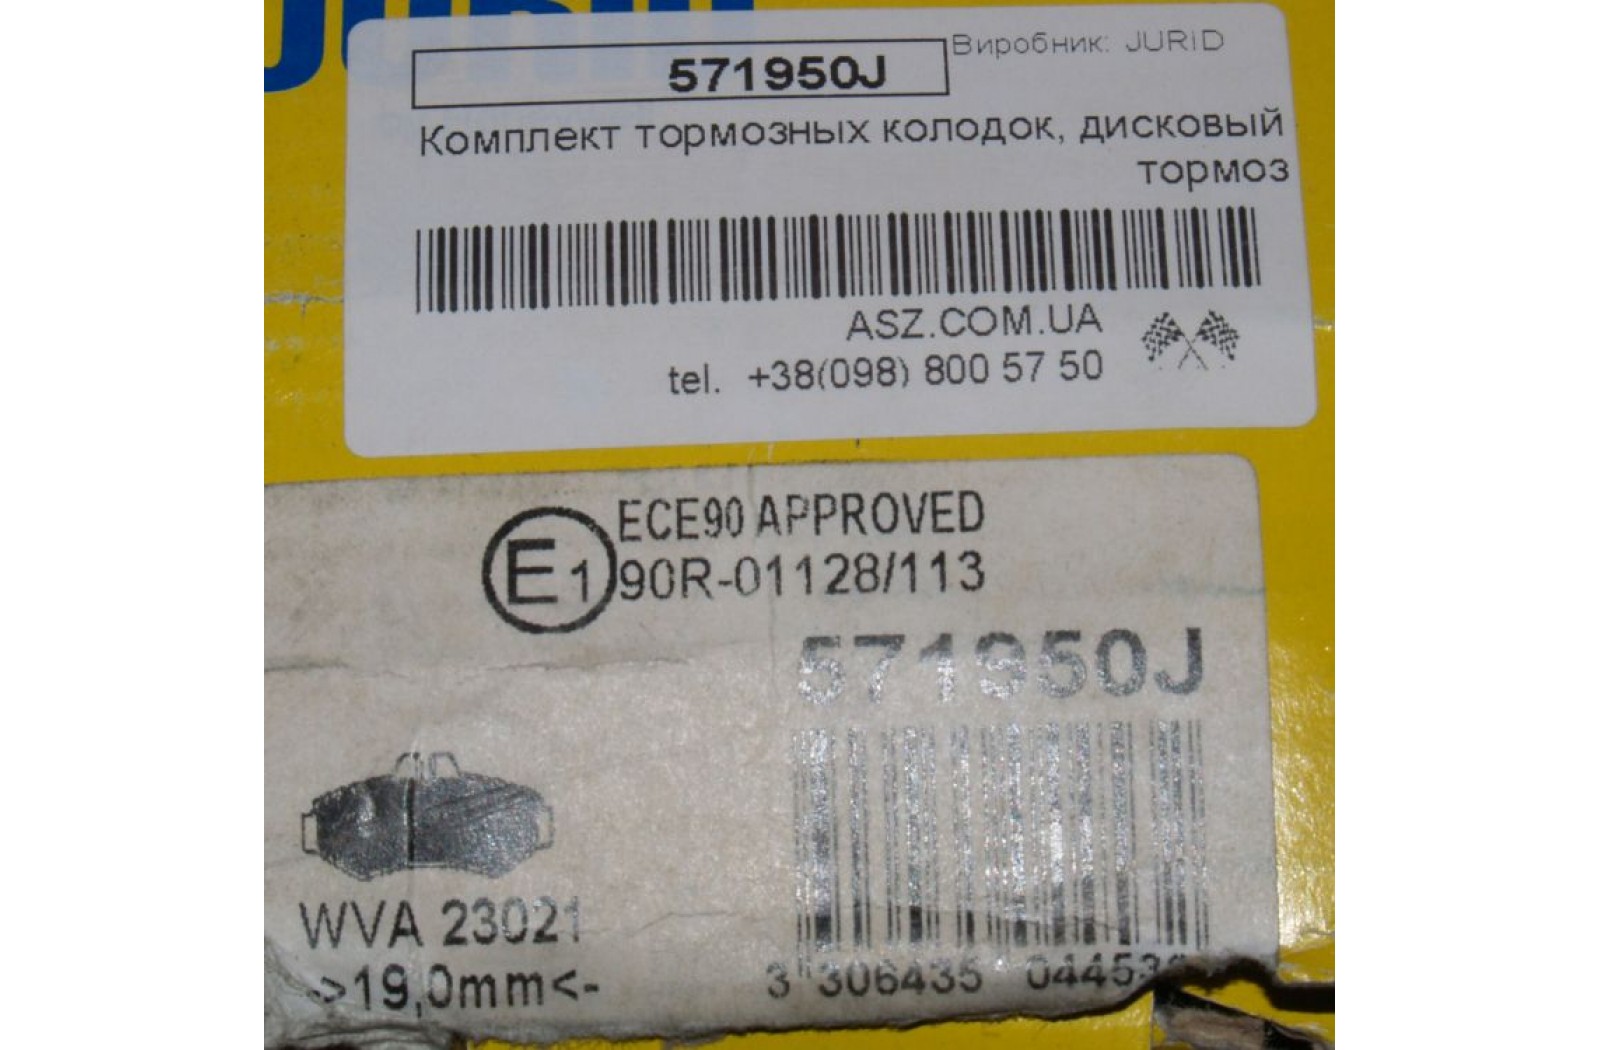 JURID
571950J
Виробник: JURID
Комплект тормозных колодок, дисковый
тормоз
ASZ.COM.UA
tel. +38(098) 800 57 50
E1
ECE90 APPROVED
90R-01128/113
571950J
WVA 23021
->19,0mm<-
3 306435